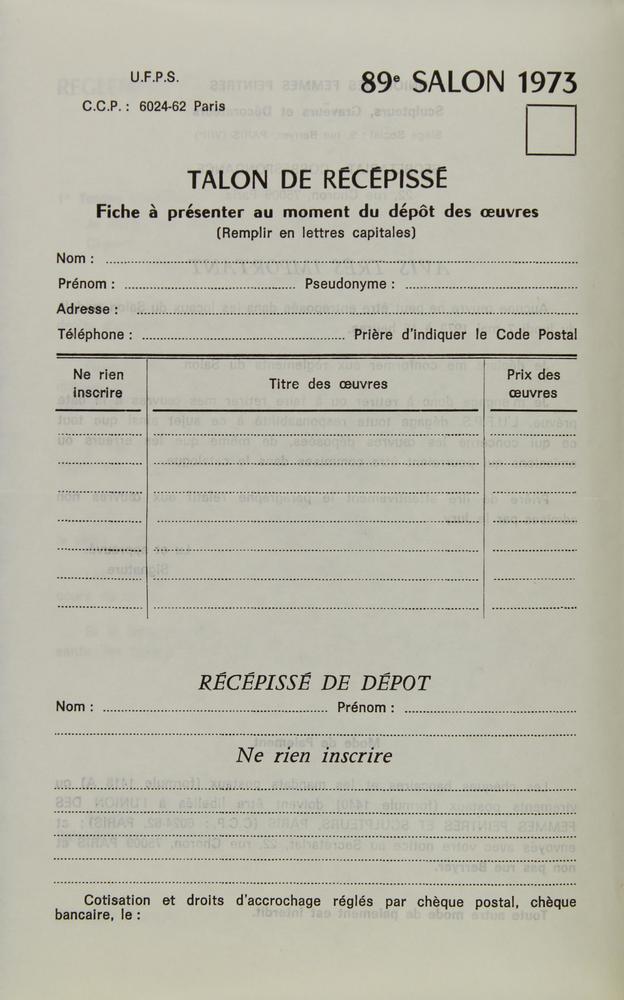 U.F.P.S.
89e SALON 1973
C.C.P. : 6024-62 Paris
TALON DE RÉCÉPISSÉ
Fiche à présenter au moment du dépôt des œuvres
(Remplir en lettres capitales)
Nom :
Prénom : Pseudonyme :
Adresse :
Téléphone : Prière d'indiquer le Code Postal
Ne rien inscrire
Titre des œuvres
Prix des œuvres
RÉCÉPISSÉ DE DÉPOT
Nom : Prénom :
Ne rien inscrire
Cotisation et droits d'accrochage réglés par chèque postal, chèque
bancaire, le :